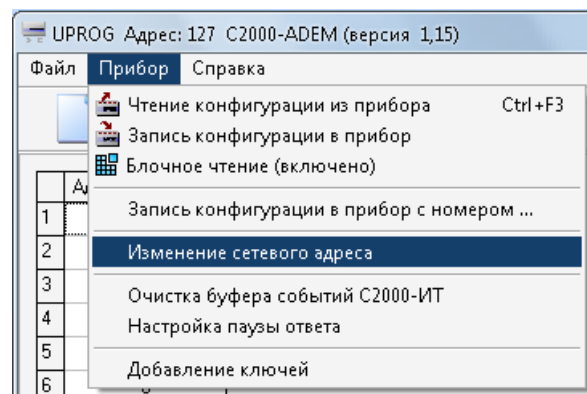 UPROG Адрес: 127 C2000-ADEM (версия 1,15)
Файл Прибор Справка
Чтение конфигурации из прибора Ctrl+F3
Запись конфигурации в прибор
Блочное чтение (включено)
Запись конфигурации в прибор с номером ...
1
2 Изменение сетевого адреса
3 Очистка буфера событий С2000-ИТ
4 Настройка паузы ответа
5 Добавление ключей
6